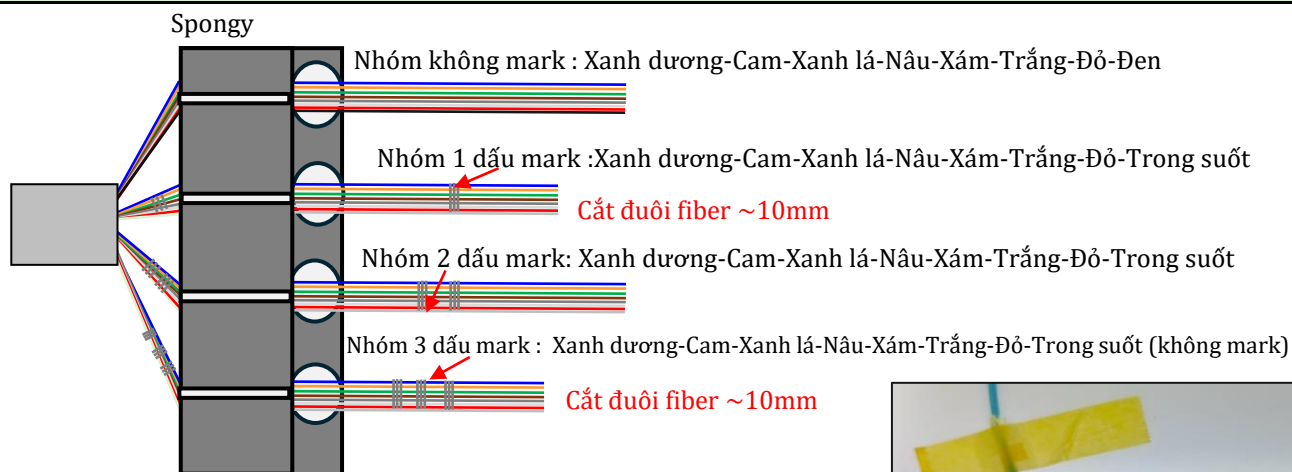 Spongy
Nhóm không mark : Xanh dương-Cam-Xanh lá-Nâu-Xám-Trắng-Đỏ-Đen
Nhóm 1 dấu mark :Xanh dương-Cam-Xanh lá-Nâu-Xám-Trắng-Đỏ-Trong suốt
Cắt đuôi fiber ~10mm
Nhóm 2 dấu mark: Xanh dương-Cam-Xanh lá-Nâu-Xám-Trắng-Đỏ-Trong suốt
Nhóm 3 dấu mark : Xanh dương-Cam-Xanh lá-Nâu-Xám-Trắng-Đỏ-Trong suốt (không mark)
Cắt đuôi fiber ~10mm